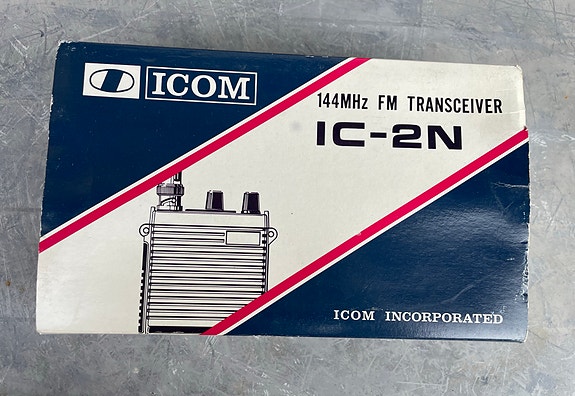 ICOM
144MHz FM TRANSCEIVER
IC-2N
ICOM INCORPORATED